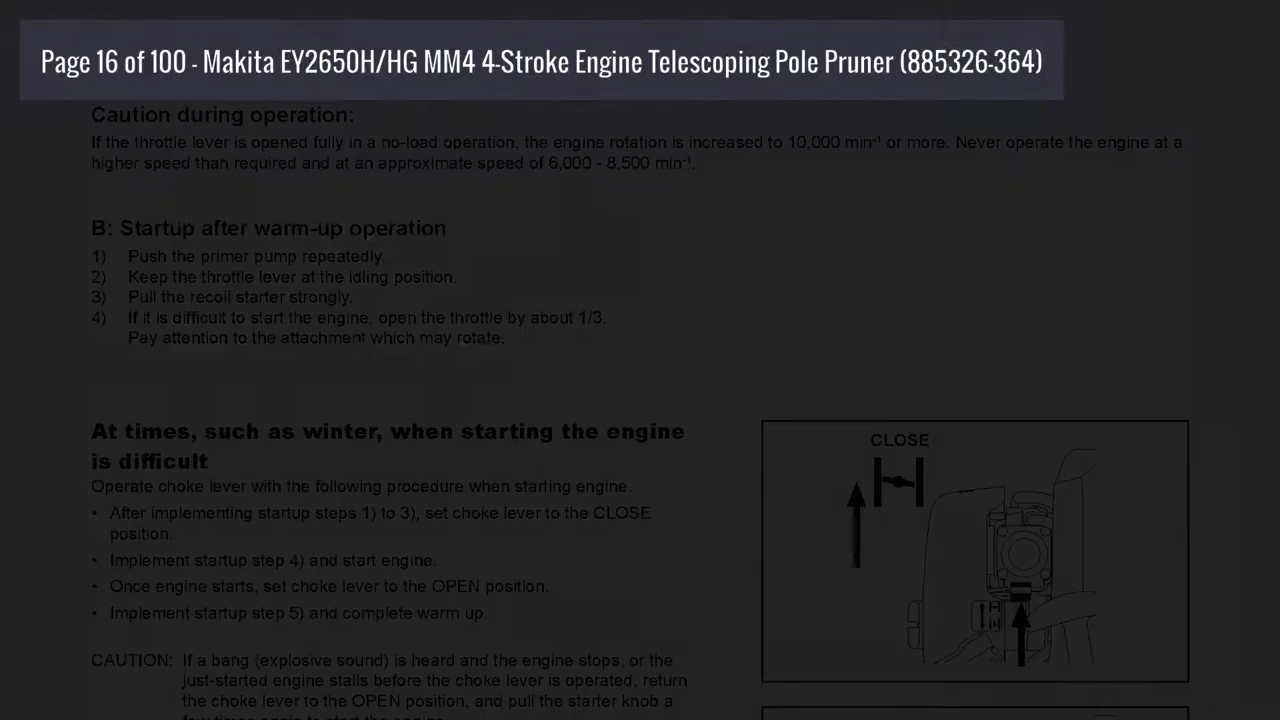 Page 16 of 100 - Makita EY2650H/HG MM4 4-Stroke Engine Telescoping Pole Pruner (885326-364)
Caution during operation:
If the throttle lever is opened fully in a no-load operation, the engine rotation is increased to 10,000 min⁻¹ or more. Never operate the engine at a
higher speed than required and at an approximate speed of 6,000 - 8,500 min⁻¹.
B: Startup after warm-up operation
1) Push the primer pump repeatedly.
2) Keep the throttle lever at the idling position.
3) Pull the recoil starter strongly.
4) If it is difficult to start the engine, open the throttle by about 1/3.
Pay attention to the attachment which may rotate.
At times, such as winter, when starting the engine
is difficult
Operate choke lever with the following procedure when starting engine.
• After implementing startup steps 1) to 3), set choke lever to the CLOSE
position.
• Implement startup step 4) and start engine.
• Once engine starts, set choke lever to the OPEN position.
• Implement startup step 5) and complete warm up.
CAUTION: If a bang (explosive sound) is heard and the engine stops, or the
just-started engine stalls before the choke lever is operated, return
the choke lever to the OPEN position, and pull the starter knob a
CLOSE